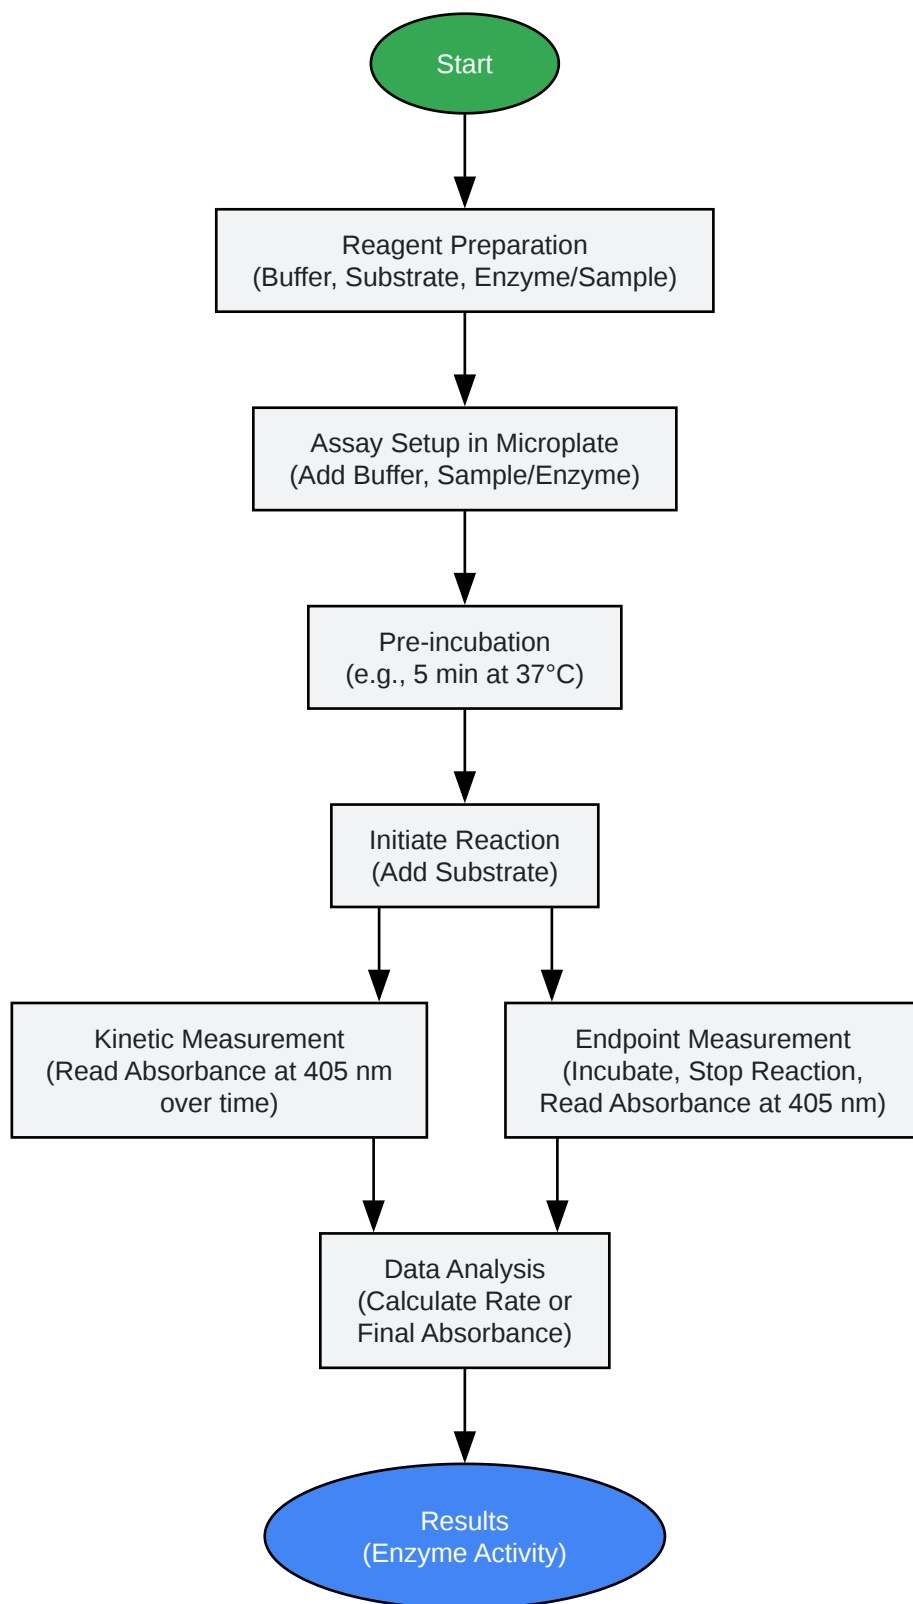 Start
Reagent Preparation
(Buffer, Substrate, Enzyme/Sample)
Assay Setup in Microplate
(Add Buffer, Sample/Enzyme)
Pre-incubation
(e.g., 5 min at 37°C)
Initiate Reaction
(Add Substrate)
Kinetic Measurement
(Read Absorbance at 405 nm
over time)
Endpoint Measurement
(Incubate, Stop Reaction,
Read Absorbance at 405 nm)
Data Analysis
(Calculate Rate or
Final Absorbance)
Results
(Enzyme Activity)